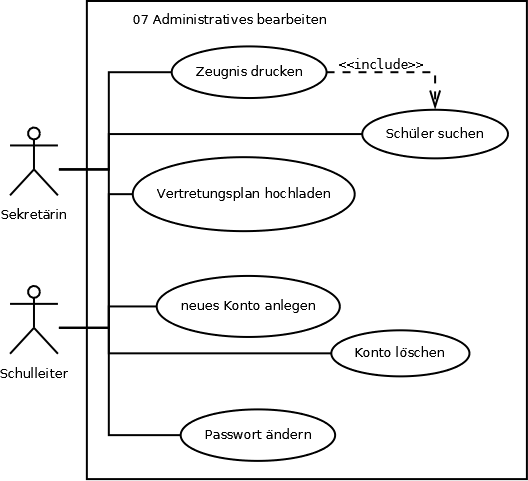 07 Administratives bearbeiten
Zeugnis drucken
<<include>>
Schüler suchen
Vertretungsplan hochladen
Sekretärin
neues Konto anlegen
Konto löschen
Schulleiter
Passwort ändern